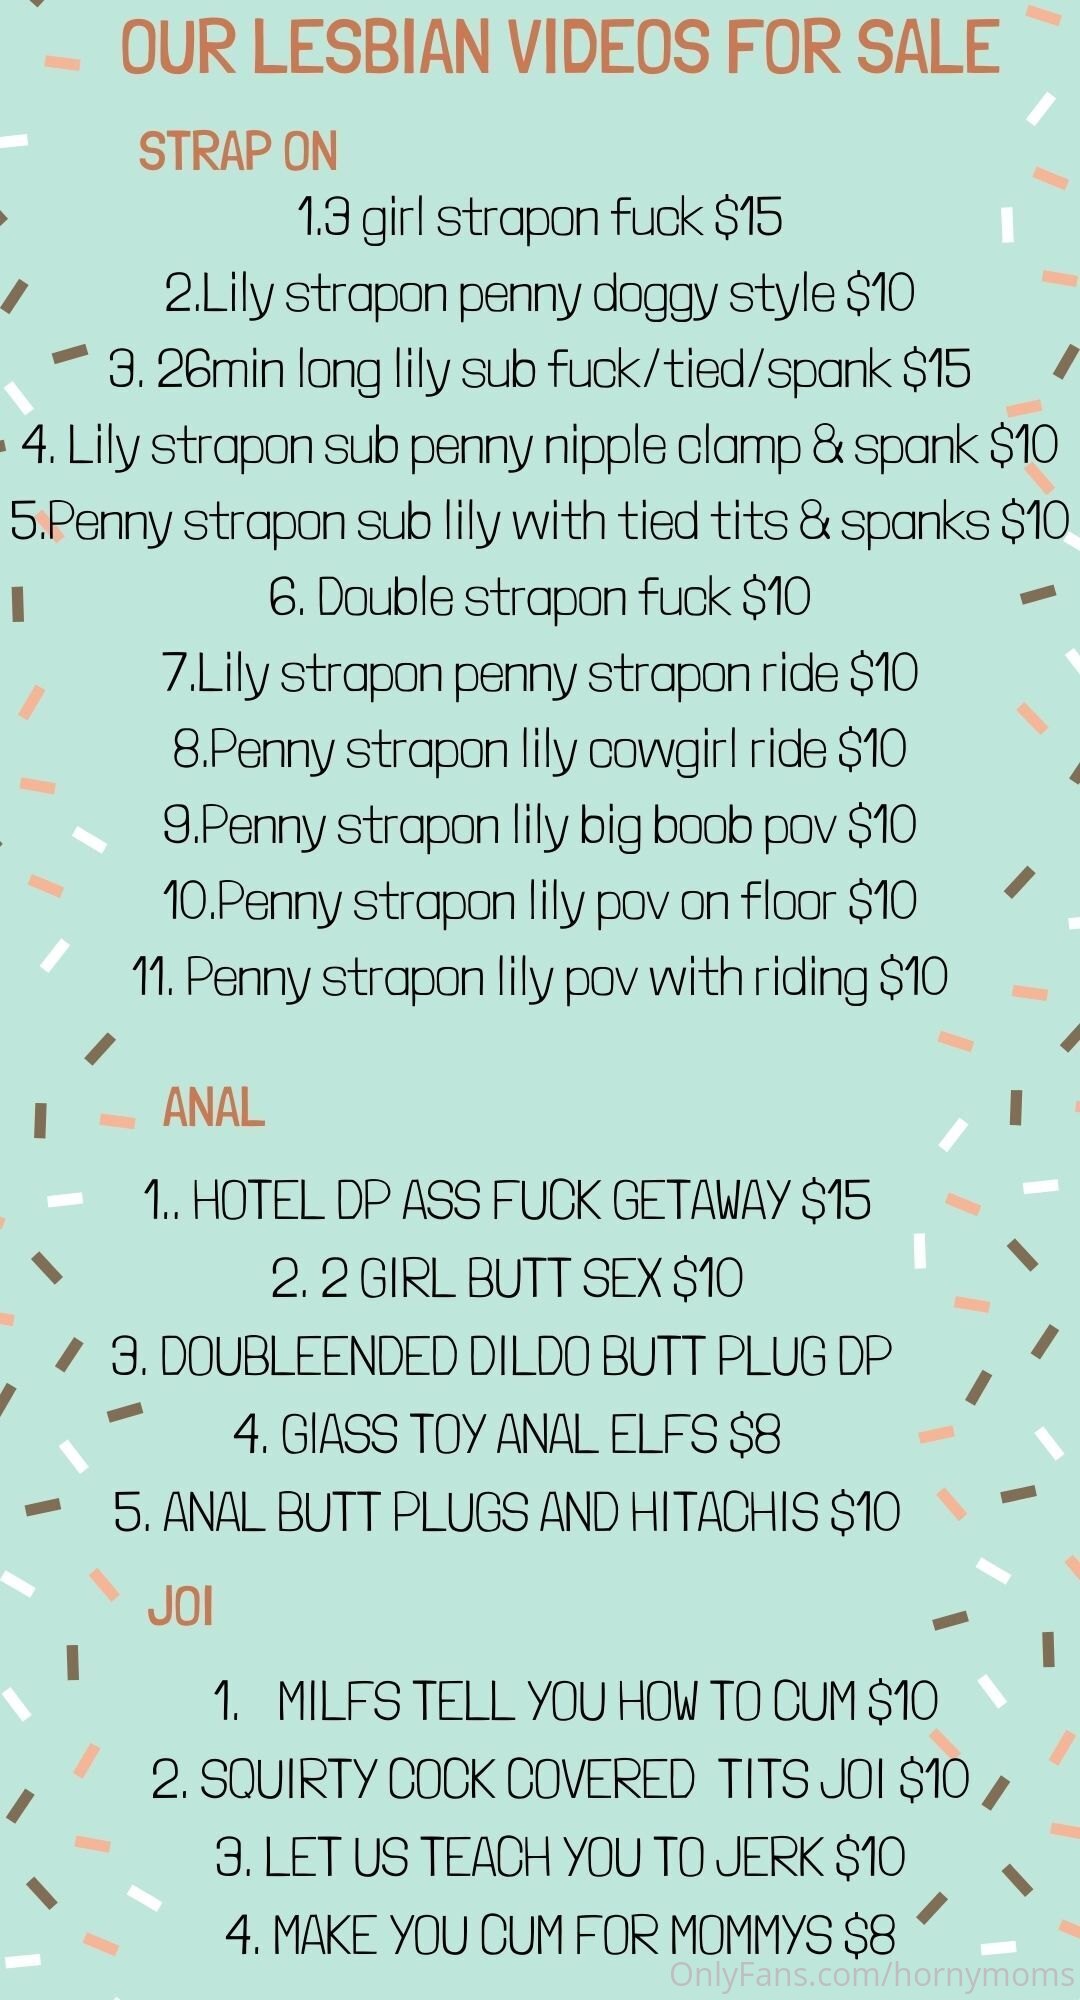 OUR LESBIAN VIDEOS FOR SALE
STRAP ON
1.3 girl strapon fuck $15
2.Lily strapon penny doggy style $10
3. 26min long lily sub fuck/tied/spank $15
4. Lily strapon sub penny nipple clamp & spank $10
5.Penny strapon sub lily with tied tits & spanks $10
6. Double strapon fuck $10
7.Lily strapon penny strapon ride $10
8.Penny strapon lily cowgirl ride $10
9.Penny strapon lily big boob pov $10
10.Penny strapon lily pov on floor $10
11. Penny strapon lily pov with riding $10
ANAL
1.. HOTEL DP ASS FUCK GETAWAY $15
2. 2 GIRL BUTT SEX $10
3. DOUBLEENDED DILDO BUTT PLUG DP
4. GlASS TOY ANAL ELFS $8
5. ANAL BUTT PLUGS AND HITACHIS $10
JOI
1. MILFS TELL YOU HOW TO CUM $10
2. SQUIRTY COCK COVERED TITS JOI $10
3. LET US TEACH YOU TO JERK $10
4. MAKE YOU CUM FOR MOMMYS $8
OnlyFans.com/hornymoms